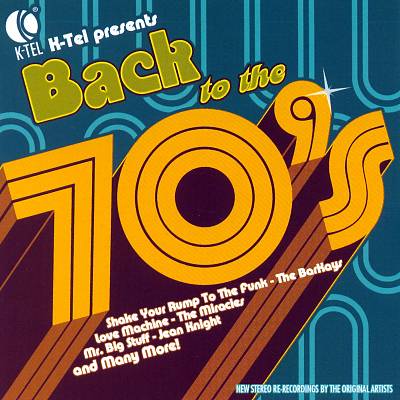 K
K-TEL
K-Tel presents
Back
to the
70's
Shake Your Rump To The Funk - The BarKays
Love Machine - The Miracles
Mr. Big Stuff - Jean Knight
and Many More!
NEW STEREO RE-RECORDINGS BY THE ORIGINAL ARTISTS